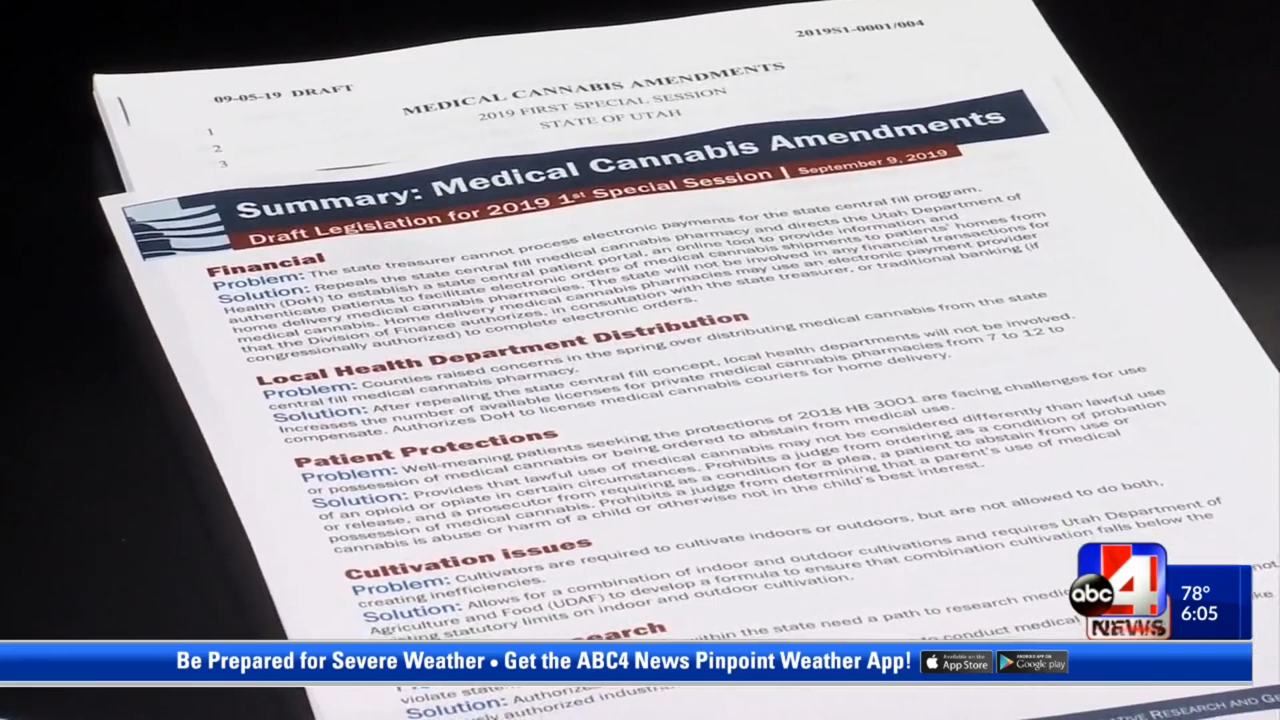 2019S1-0001/004
09-05-19 DRAFT
MEDICAL CANNABIS AMENDMENTS
2019 FIRST SPECIAL SESSION
STATE OF UTAH
1
2
3
Summary: Medical Cannabis Amendments
Draft Legislation for 2019 1st Special Session | September 9, 2019
Financial
Problem: The state treasurer cannot process electronic payments for the state central fill program.
Solution: Repeals the state central fill medical cannabis pharmacy and directs the Utah Department of
Health (DoH) to establish a state central patient portal, an online tool to provide information and
authenticate patients to facilitate electronic orders of medical cannabis shipments to patients' homes from
home delivery medical cannabis pharmacies. The state will not be involved in any financial transactions for
medical cannabis. Home delivery medical cannabis pharmacies may use an electronic payment provider
that the Division of Finance authorizes, in consultation with the state treasurer, or traditional banking (if
congressionally authorized) to complete electronic orders.
Local Health Department Distribution
Problem: Counties raised concerns in the spring over distributing medical cannabis from the state
central fill medical cannabis pharmacy.
Solution: After repealing the state central fill concept, local health departments will not be involved.
Increases the number of available licenses for private medical cannabis pharmacies from 7 to 12 to
compensate. Authorizes DoH to license medical cannabis couriers for home delivery.
Patient Protections
Problem: Well-meaning patients seeking the protections of 2018 HB 3001 are facing challenges for use
or possession of medical cannabis or being ordered to abstain from medical use.
Solution: Provides that lawful use of medical cannabis may not be considered differently than lawful use
of an opioid or opiate in certain circumstances. Prohibits a judge from ordering as a condition of probation
or release, and a prosecutor from requiring as a condition for a plea, a patient to abstain from use or
possession of medical cannabis. Prohibits a judge from determining that a parent's use of medical
cannabis is abuse or harm of a child or otherwise not in the child's best interest.
Cultivation issues
Problem: Cultivators are required to cultivate indoors or outdoors, but are not allowed to do both,
creating inefficiencies.
Solution: Allows for a combination of indoor and outdoor cultivations and requires Utah Department of
Agriculture and Food (UDAF) to develop a formula to ensure that combination cultivation falls below the
statutory limits on indoor and outdoor cultivation.
within the state need a path to research
to conduct medical
violate state
Solution: Authorizes
authorized
abc
4
NEWS
78°
6:05
Be Prepared for Severe Weather • Get the ABC4 News Pinpoint Weather App!
Available on the App Store
ANDROID APP ON Google play